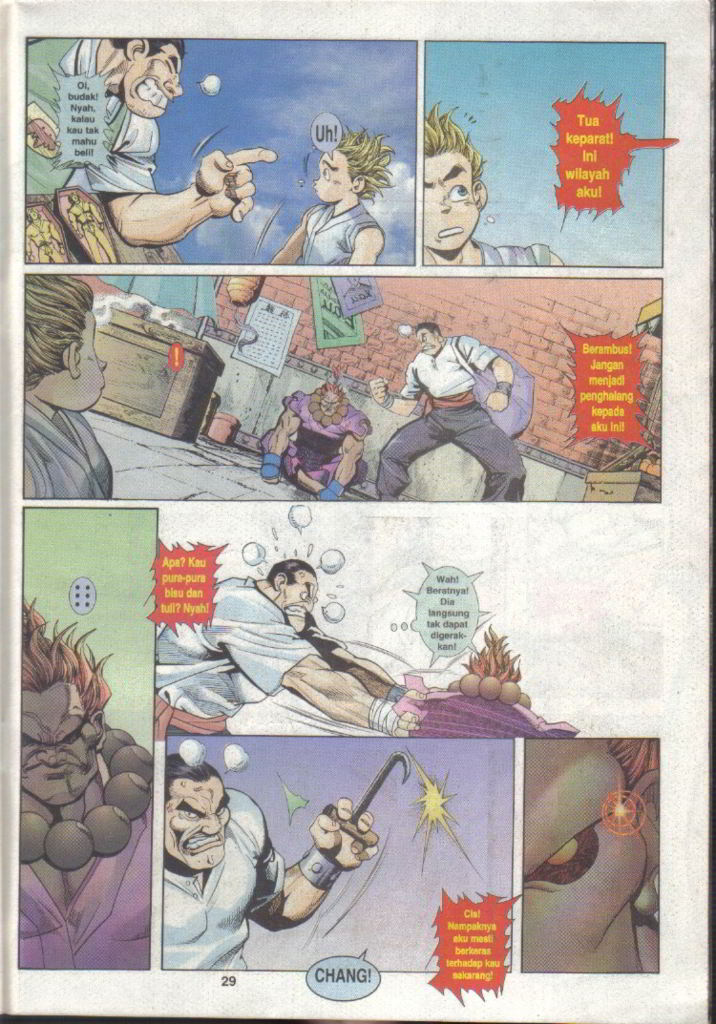 Oi,
budak!
Nyah,
kalau
kau tak
mahu
beli!
Uh!
Tua
keparat!
Ini
wilayah
aku!
!
Berambus!
Jangan
menjadi
penghalang
kepada
aku ini!
Apa? Kau
pura-pura
bisu dan
tuli? Nyah!
Wah!
Beratnya!
Dia
langsung
tak dapat
digerak-
kan!
CHANG!
Cis!
Nampaknya
aku mesti
berkeras
terhadap kau
sekarang!
29